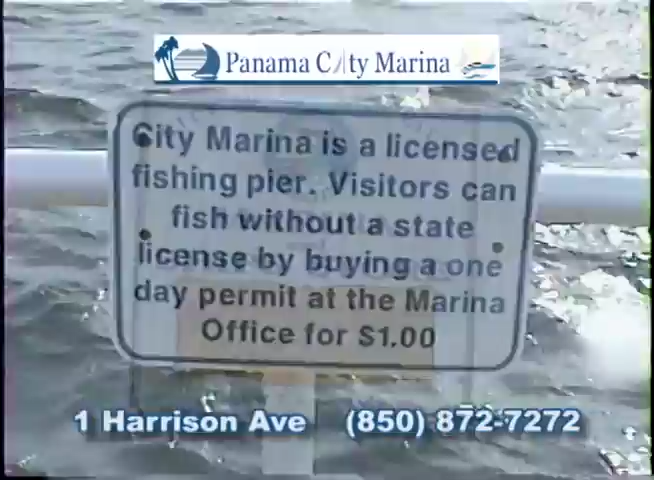 Panama City Marina
City Marina is a licensed
fishing pier. Visitors can
fish without a state
license by buying a one
day permit at the Marina
Office for $1.00
1 Harrison Ave (850) 872-7272